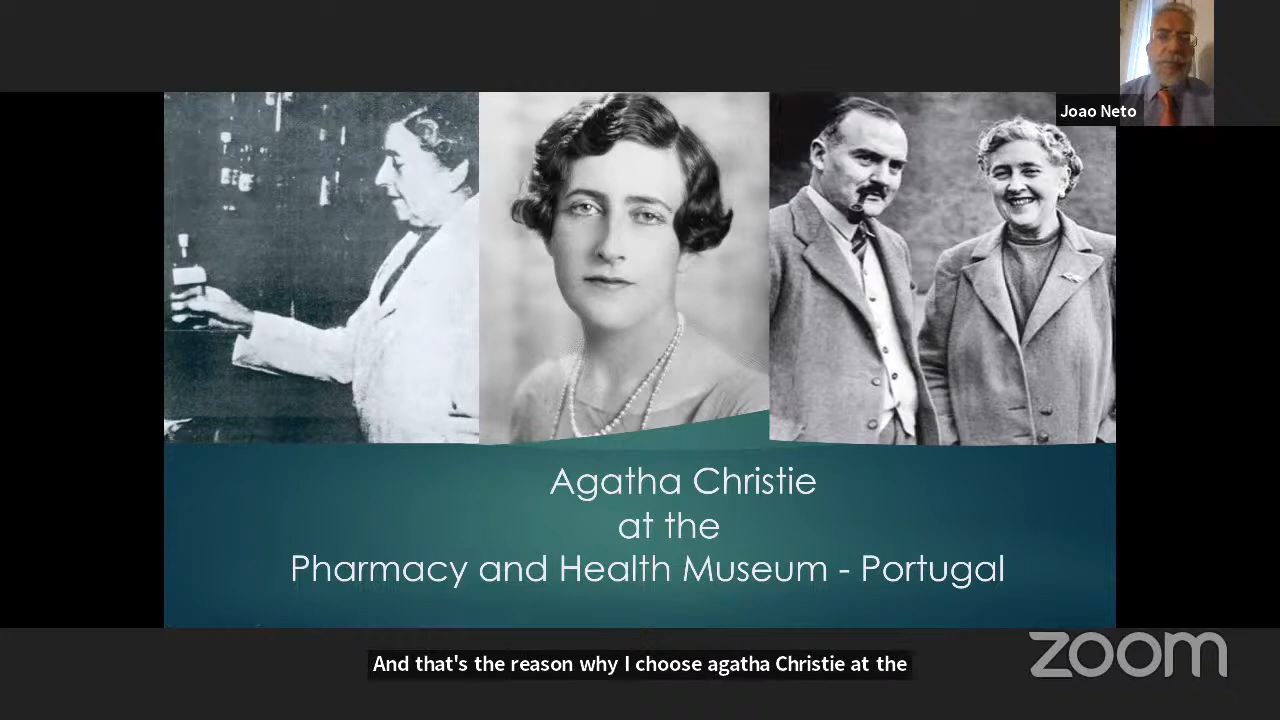 Joao Neto
Agatha Christie
at the
Pharmacy and Health Museum - Portugal
And that's the reason why I choose agatha Christie at the
zoom